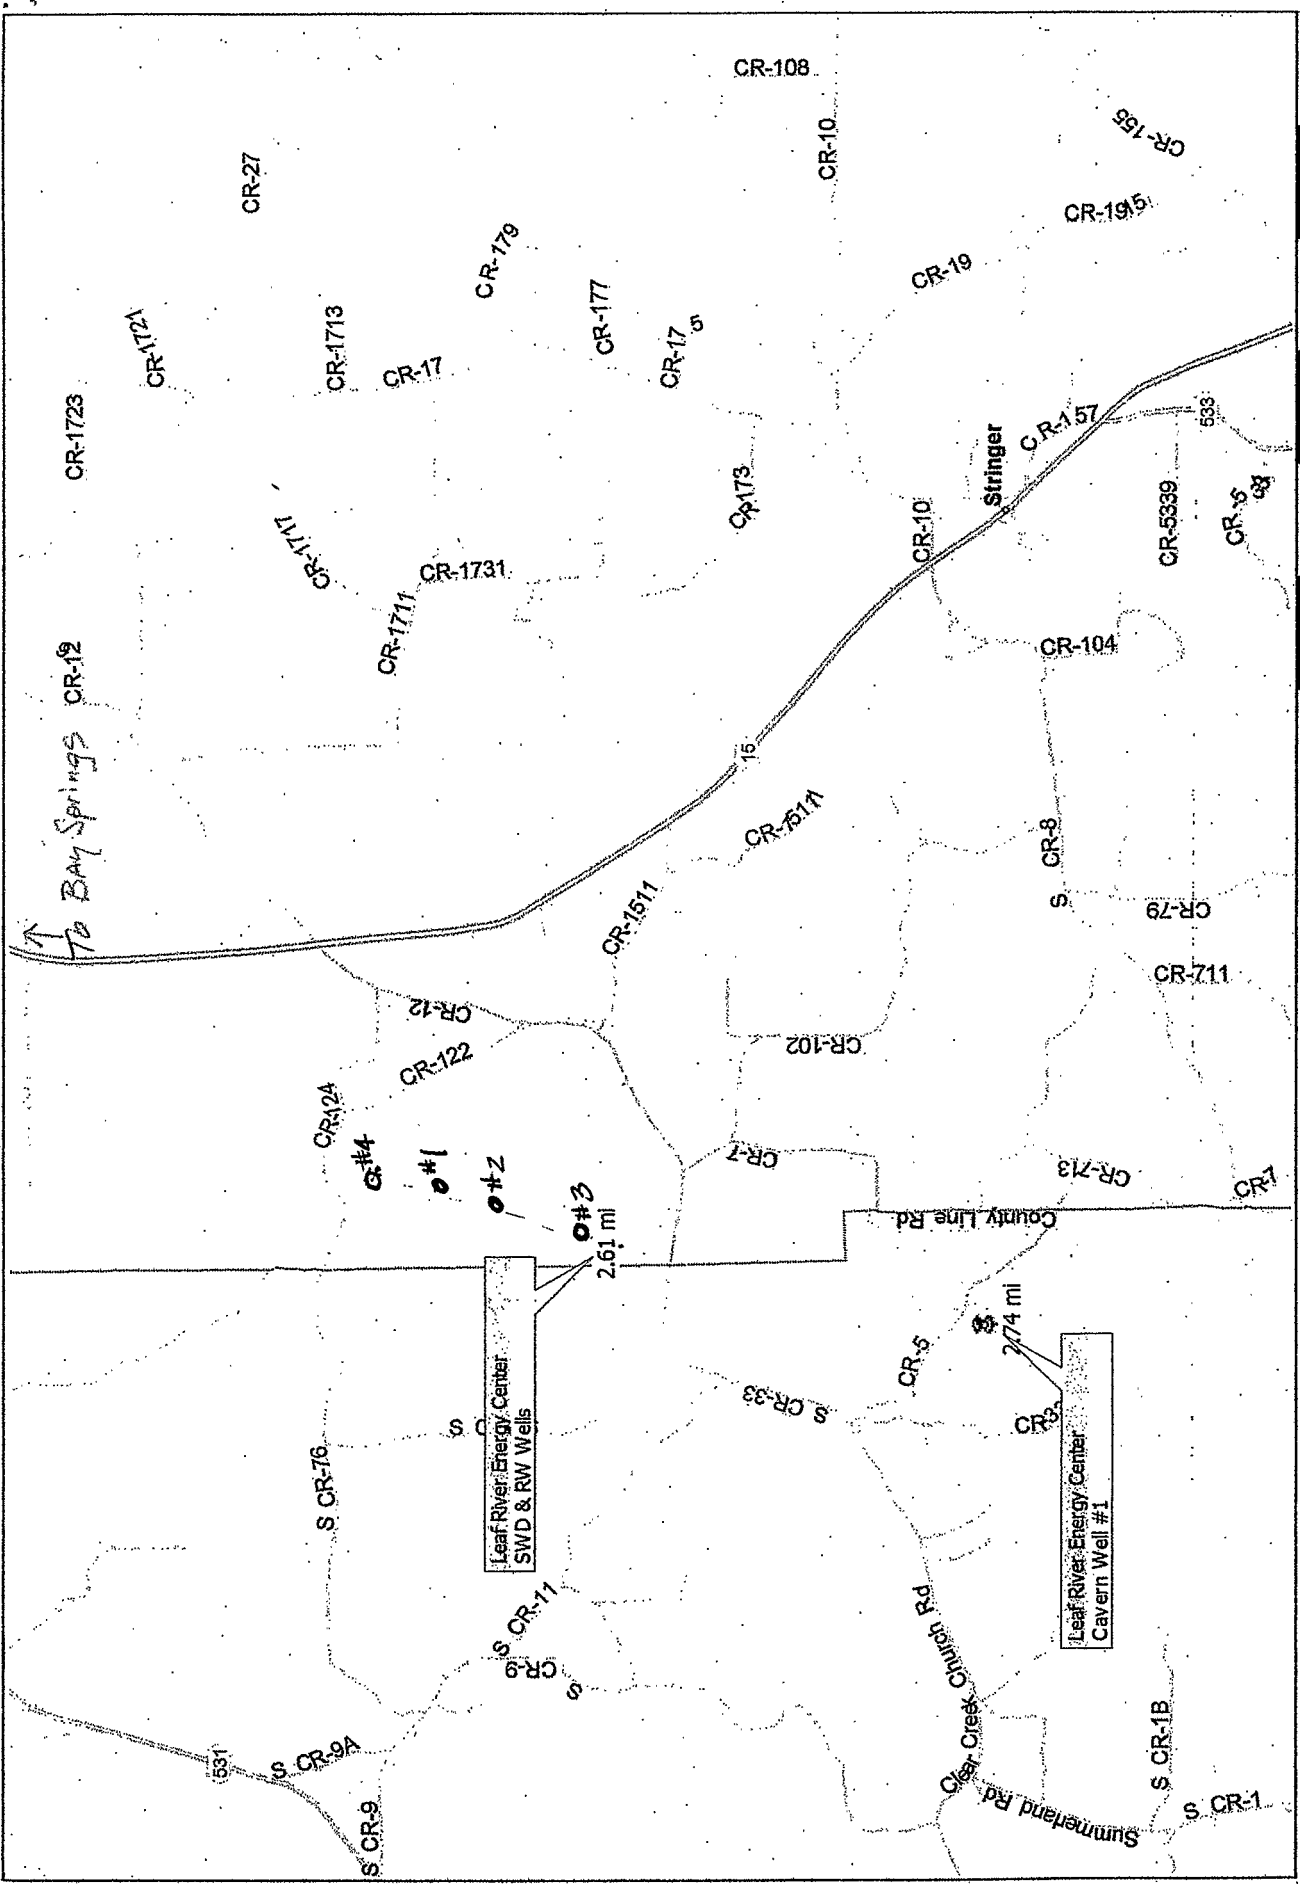 CR-108
CR-10
CR-155
CR-27
CR-19
CR-179
CR-19
CR-1721
CR-1713
CR-177
CR-17
CR-17
5
CR-1723
CR-157
533
Stringer
CR-173
CR-1717
CR-10
CR-5339
CR-5
CR-1731
CR-1711
CR-104
To BAY Springs
15
CR-8
S
CR-79
CR-1511
CR-711
CR-12
CR-122
CR-102
CR-124
#4
#1
#2
#3
CR-7
CR-713
CR-7
County Line Rd
2.61 mi
Leaf River Energy Center
SWD & RW Wells
2.74 mi
Leaf River Energy Center
Cavern Well #1
CR-5
S CR-33
S CR-76
S CR-11
CR-9
S
Clear Creek Church Rd
531
S CR-9A
S CR-9
Summerland Rd
S CR-1B
S CR-1